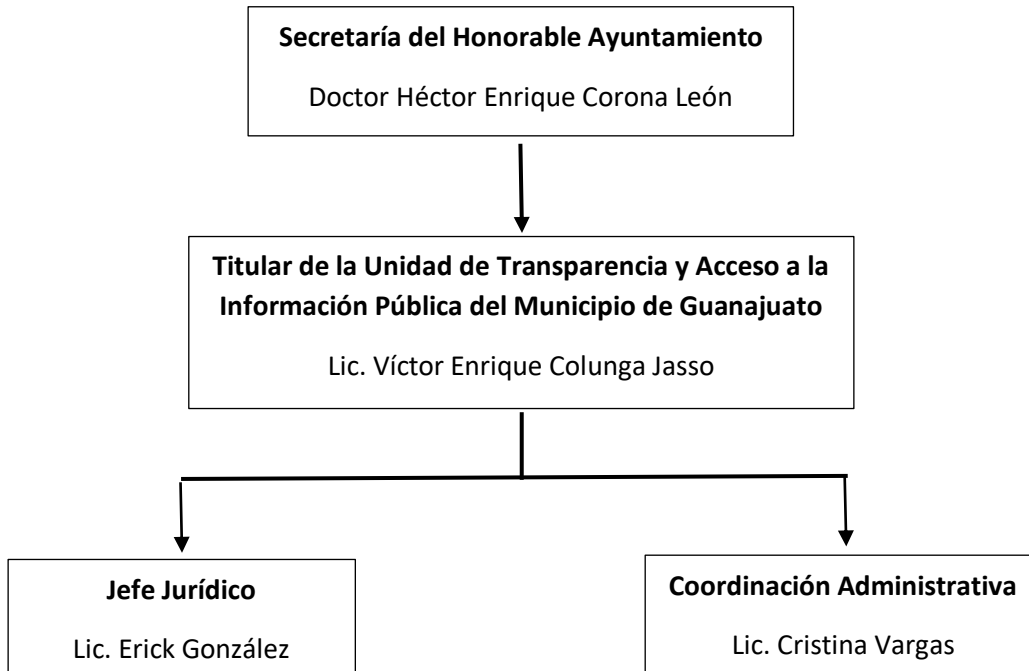 Secretaría del Honorable Ayuntamiento
Doctor Héctor Enrique Corona León
Titular de la Unidad de Transparencia y Acceso a la
Información Pública del Municipio de Guanajuato
Lic. Víctor Enrique Colunga Jasso
Jefe Jurídico
Lic. Erick González
Coordinación Administrativa
Lic. Cristina Vargas